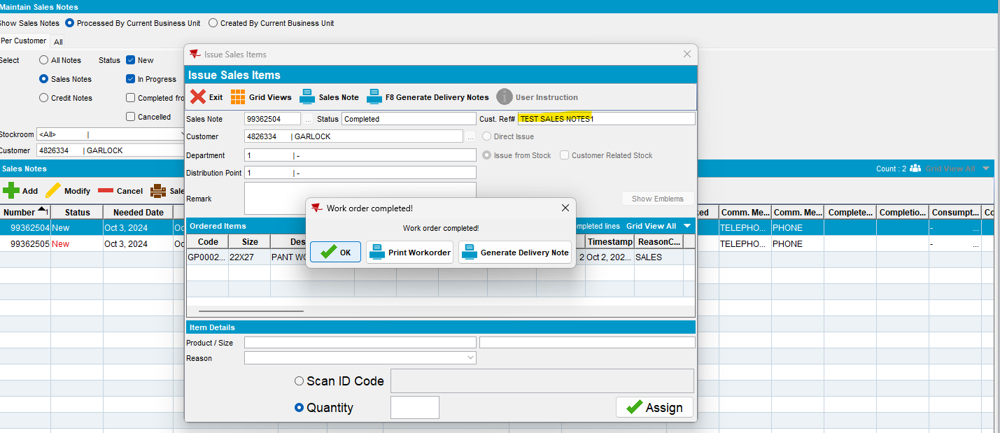 Maintain Sales Notes
Show Sales Notes Processed By Current Business Unit Created By Current Business Unit
Per Customer All
Select All Notes Status New
Sales Notes In Progress
Credit Notes Completed fro
Cancelled
Stockroom <All> |
Customer 4826334 | GARLOCK
Sales Notes Count : 2 Grid View All
Add Modify Cancel Sale
Number 1 Status Needed Date ked Comm. Me... Comm. Me... Complete... Completio... Consumpt... Co
99362504 New Oct 3, 2024 Oc TELEPHO... PHONE - ...
99362505 New Oct 3, 2024 Oc TELEPHO... PHONE - ...
Issue Sales Items
Issue Sales Items
Exit Grid Views Sales Note F8 Generate Delivery Notes User Instruction
Sales Note 99362504 ... Status Completed Cust. Ref# TEST SALES NOTES1
Customer 4826334 | GARLOCK ... Direct Issue
Department 1 | - Issue from Stock Customer Related Stock
Distribution Point 1 | -
Remark Show Emblems
Ordered Items mpleted lines Grid View All
Code Size Des Timestamp ReasonC...
GP0002... 22X27 PANT WO 2 Oct 2, 202... SALES
Item Details
Product / Size
Reason
Scan ID Code
Quantity Assign
Work order completed!
Work order completed!
OK Print Workorder Generate Delivery Note